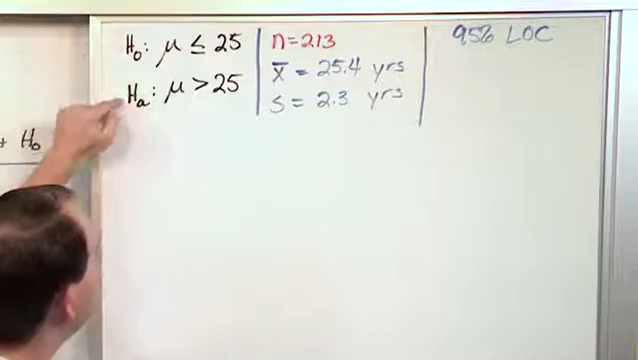 H₀: μ ≤ 25
Hₐ: μ > 25
n=213
x̄ = 25.4 yrs
s = 2.3 yrs
95% LOC
+ H₀